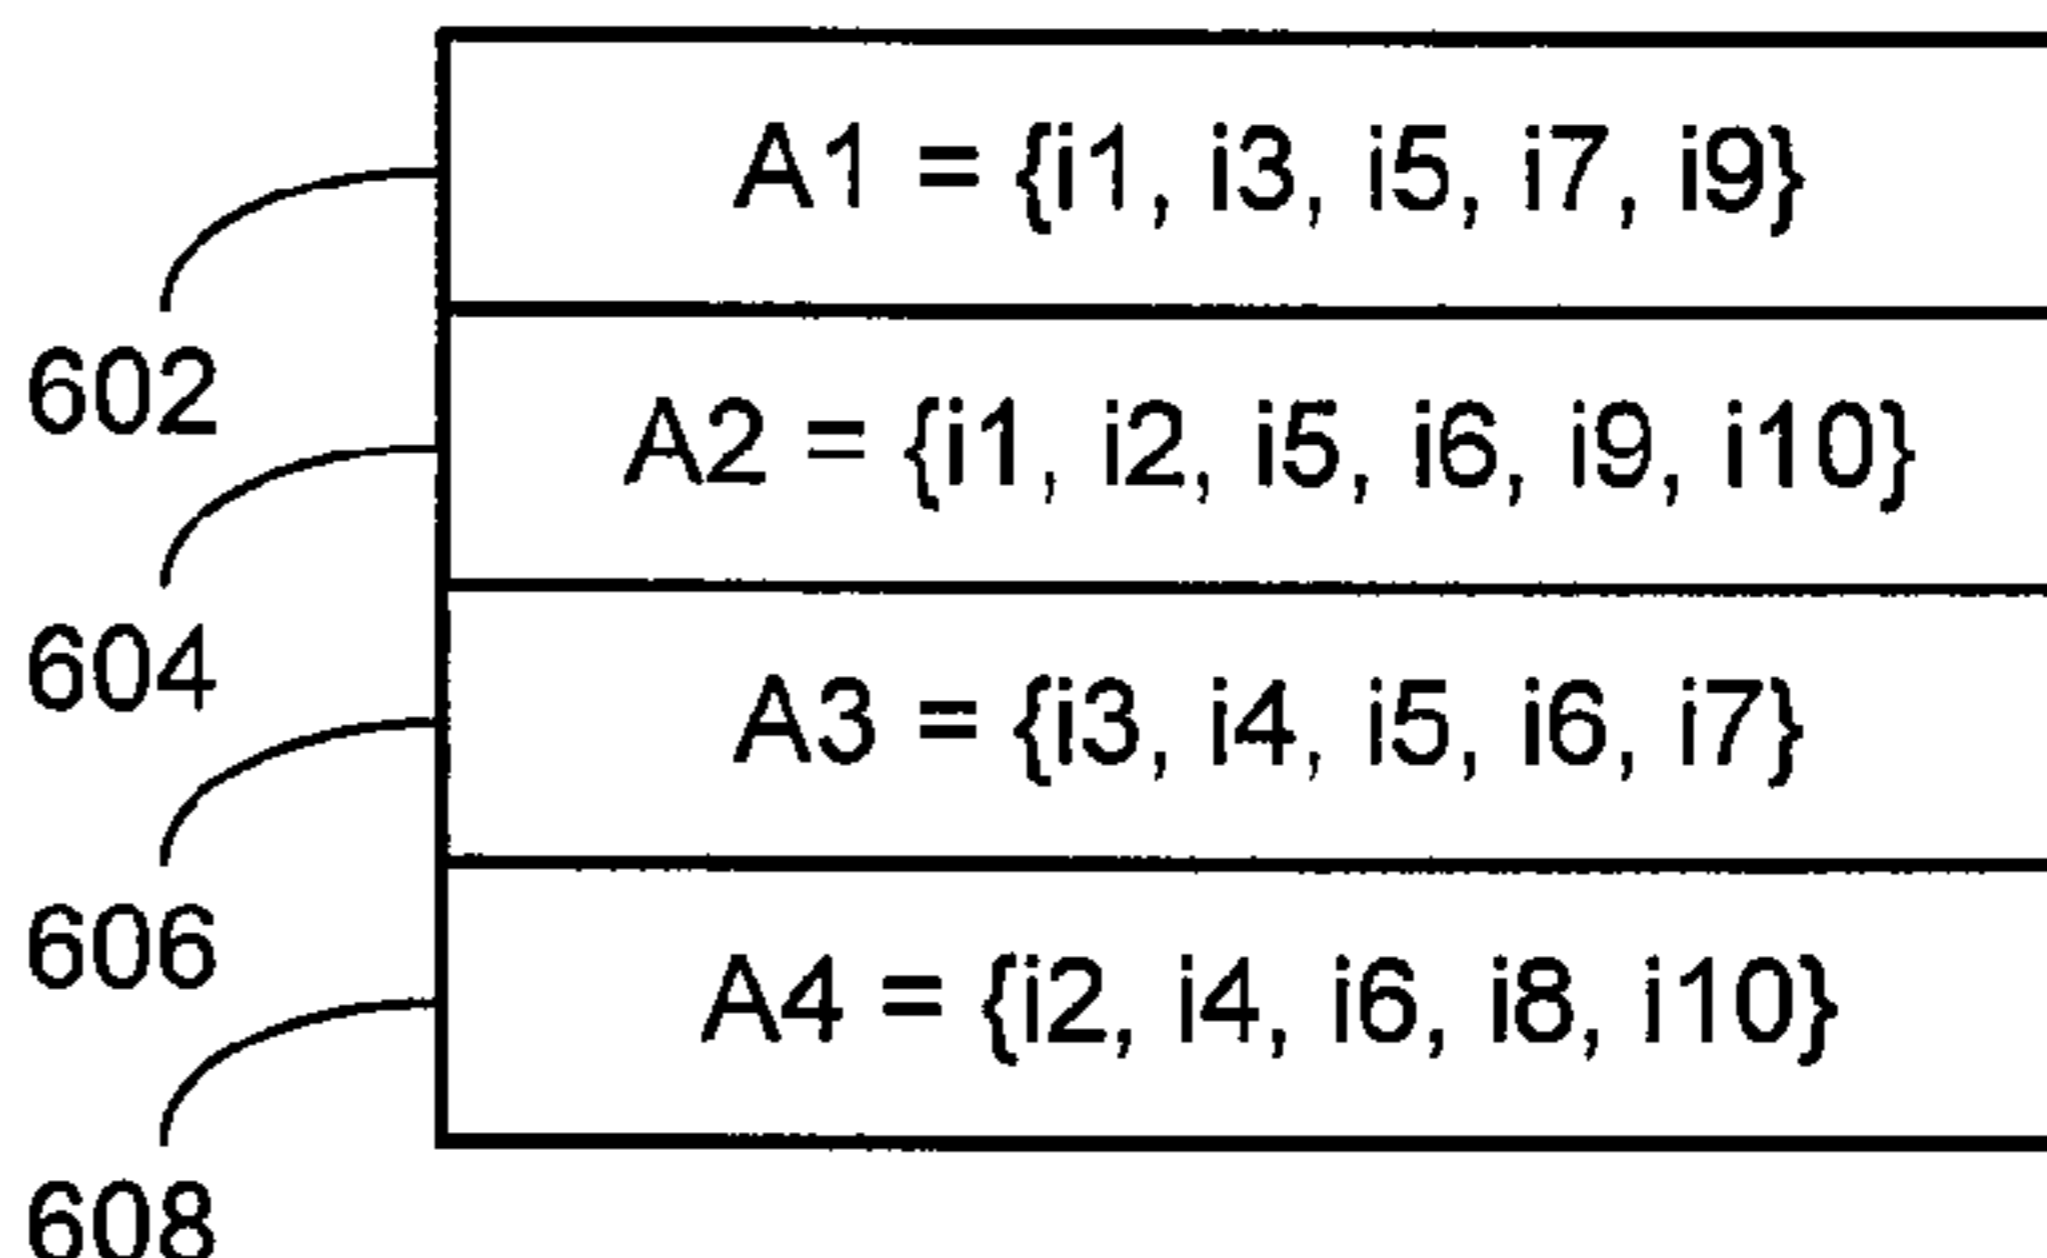 A1 = {i1, i3, i5, i7, i9}
602
A2 = {i1, i2, i5, i6, i9, i10}
604
A3 = {i3, i4, i5, i6, i7}
606
A4 = {i2, i4, i6, i8, i10}
608